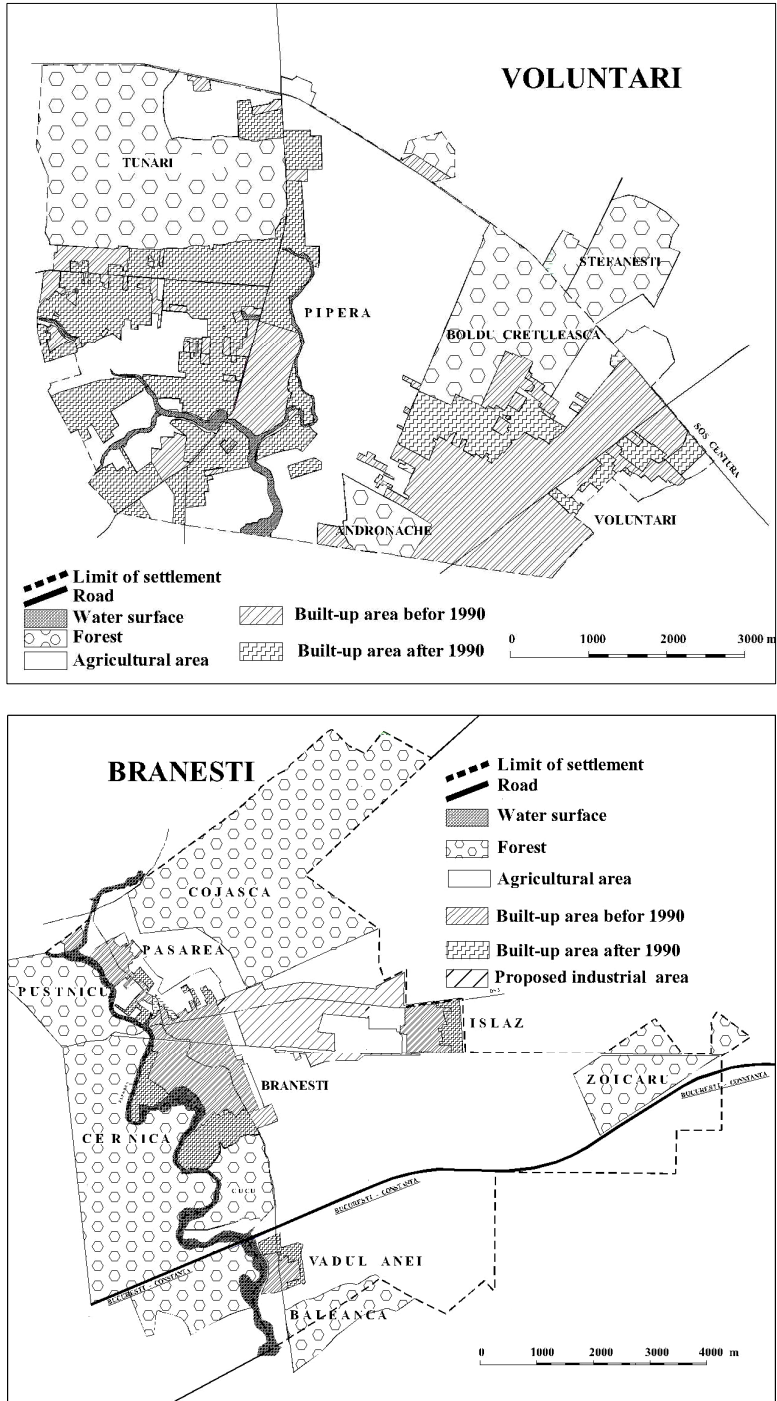 VOLUNTARI
TUNARI
STEFANESTI
PIPERA
BOLDU CRETULEASCA
SOS CENTURA
VOLUNTARI
ANDRONACHE
Limit of settlement
Road
Water surface
Forest
Agricultural area
Built-up area befor 1990
Built-up area after 1990
0 1000 2000 3000 m
BRANESTI
Limit of settlement
Road
Water surface
Forest
Agricultural area
Built-up area befor 1990
Built-up area after 1990
Proposed industrial area
COJASCA
PASAREA
PUSTNICU
ISLAZ
ZOICARU
BRANESTI
BUCURESTI - CONSTANTA
CERNICA
CUCU
BUCURESTI - CONSTANTA
VADUL ANEI
BUCURESTI - CONSTANTA
BALEANCA
0 1000 2000 3000 4000 m